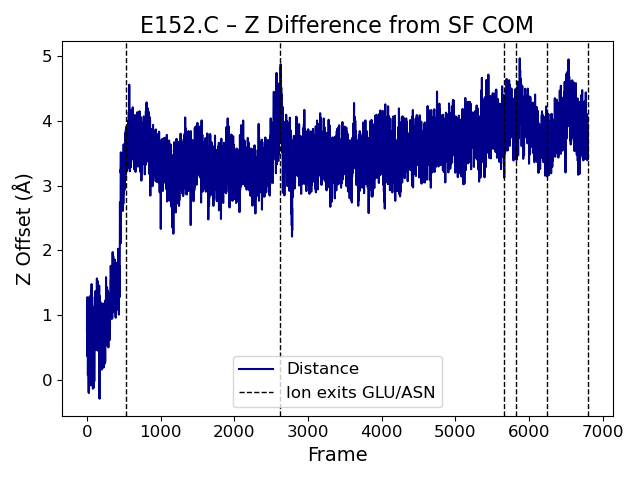 E152.C – Z Difference from SF COM
Z Offset (Å)
5
4
3
2
1
0
Distance
Ion exits GLU/ASN
0 1000 2000 3000 4000 5000 6000 7000
Frame